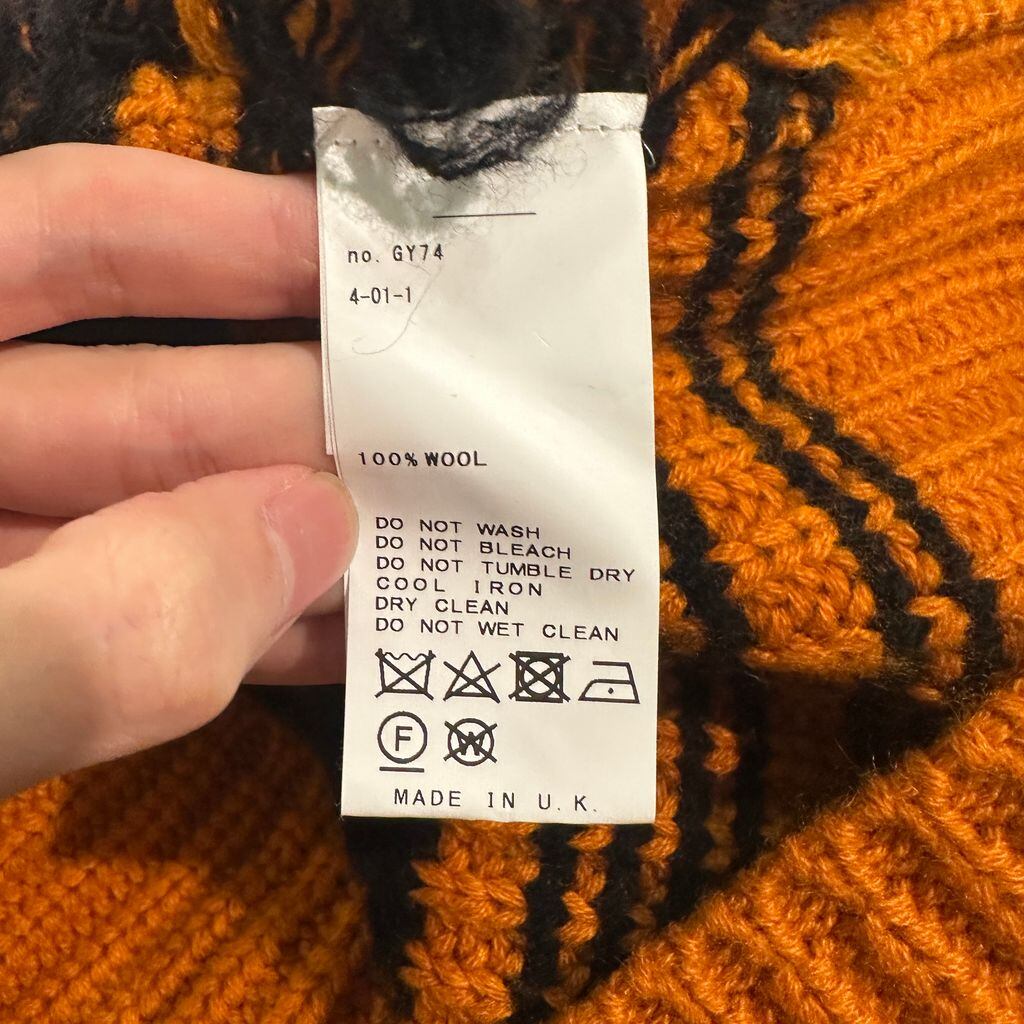 no. GY74
4-01-1
100% WOOL
DO NOT WASH
DO NOT BLEACH
DO NOT TUMBLE DRY
COOL IRON
DRY CLEAN
DO NOT WET CLEAN
F W
MADE IN U.K.